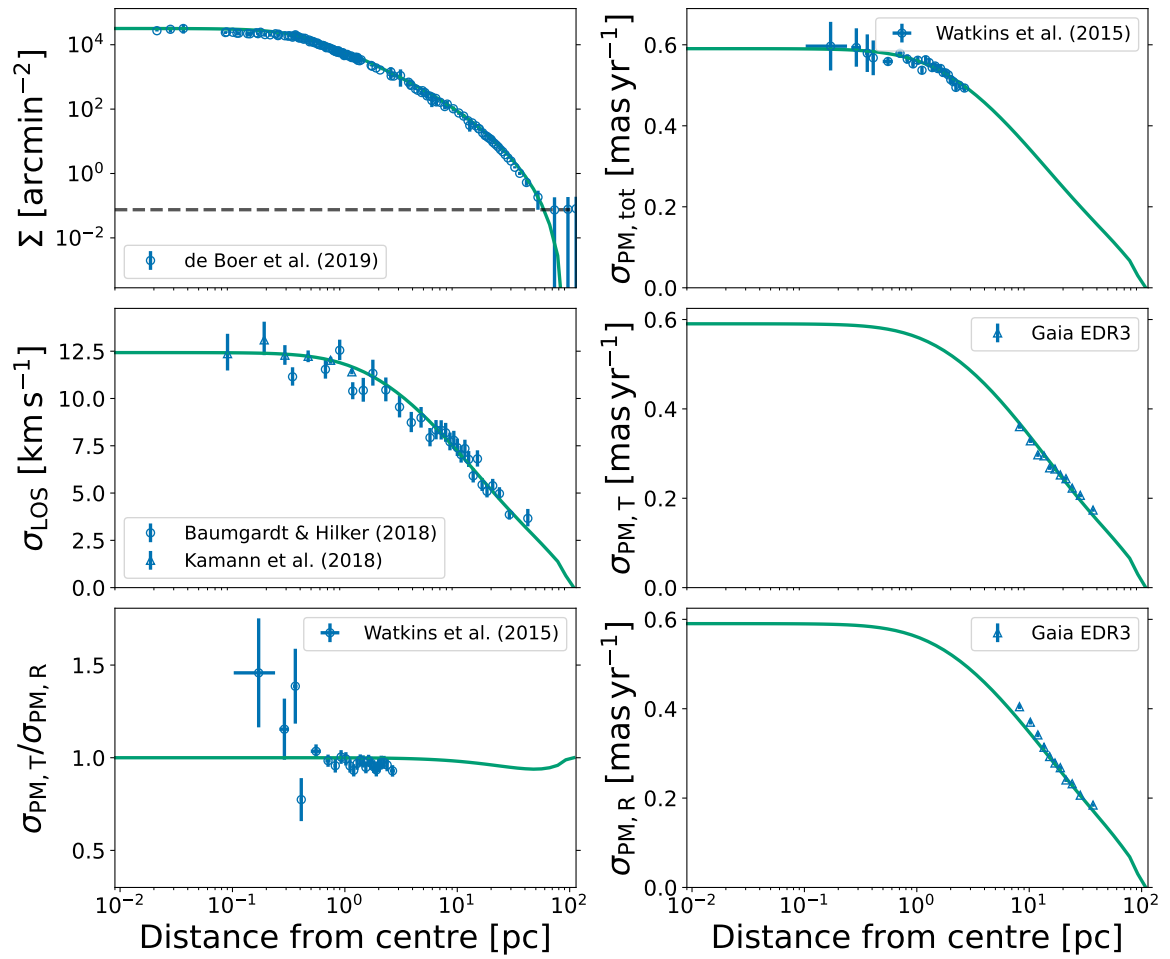 Σ [arcmin⁻²]
10⁴
10²
10⁰
10⁻²
de Boer et al. (2019)
σPM, tot [mas yr⁻¹]
0.6
0.4
0.2
0.0
Watkins et al. (2015)
σLOS [km s⁻¹]
12.5
10.0
7.5
5.0
2.5
0.0
Baumgardt & Hilker (2018)
Kamann et al. (2018)
σPM, T [mas yr⁻¹]
0.6
0.4
0.2
0.0
Gaia EDR3
σPM, T/σPM, R
1.5
1.0
0.5
Watkins et al. (2015)
10⁻² 10⁻¹ 10⁰ 10¹ 10²
Distance from centre [pc]
σPM, R [mas yr⁻¹]
0.6
0.4
0.2
0.0
Gaia EDR3
10⁻² 10⁻¹ 10⁰ 10¹ 10²
Distance from centre [pc]